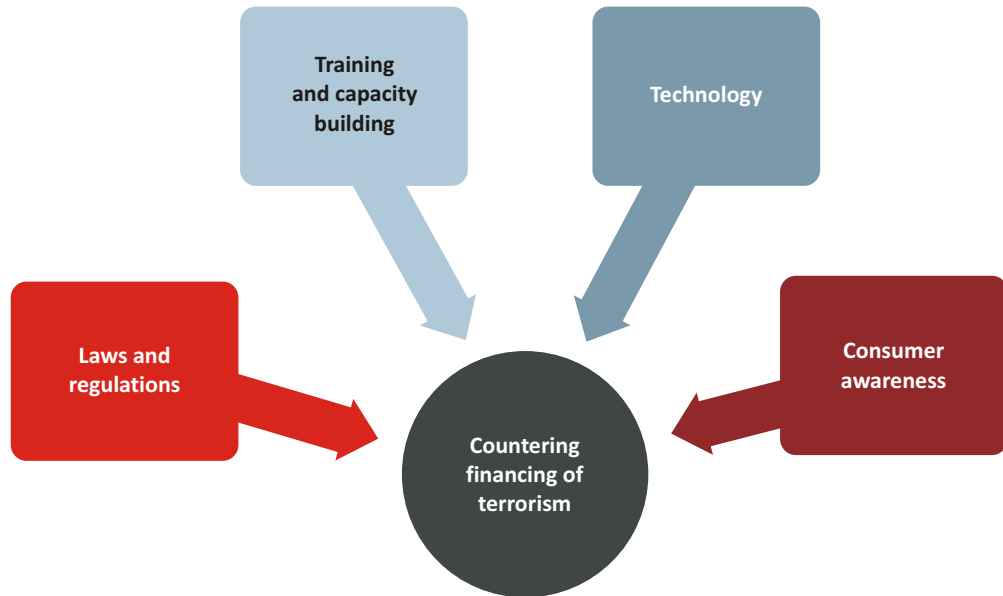 Training
and capacity
building
Technology
Laws and
regulations
Consumer
awareness
Countering
financing of
terrorism